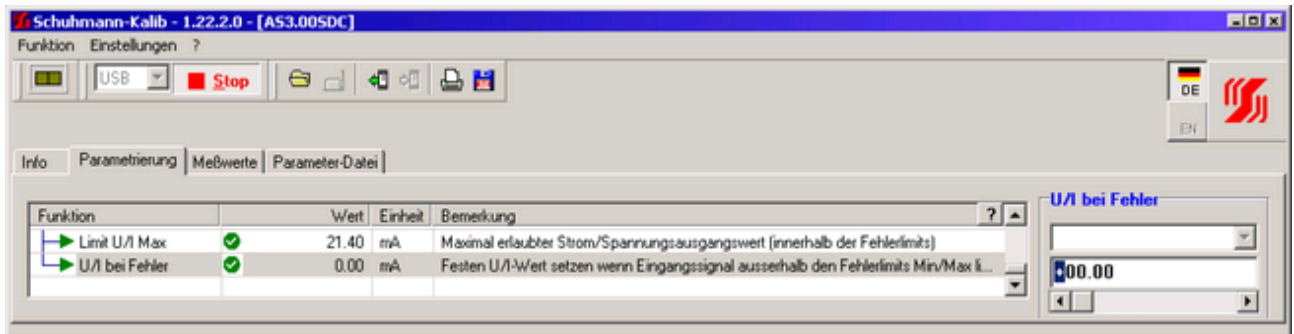 Schuhmann-Kalib - 1.22.2.0 - [AS3.00SDC]
Funktion Einstellungen ?
USB Stop
DE
EN
Info Parametrierung Meßwerte Parameter-Datei
Funktion Wert Einheit Bemerkung ?
Limit U/I Max 21.40 mA Maximal erlaubter Strom/Spannungsausgangswert (innerhalb der Fehlerlimits)
U/I bei Fehler 0.00 mA Festen U/I-Wert setzen wenn Eingangssignal ausserhalb den Fehlerlimits Min/Max li...
U/I bei Fehler
+00.00